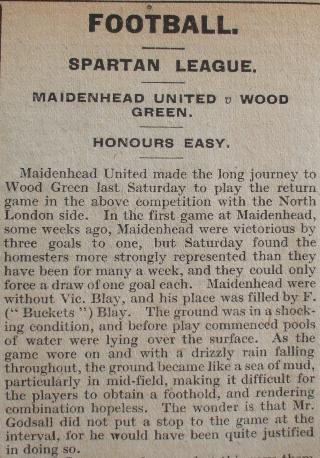 FOOTBALL.
SPARTAN LEAGUE.
MAIDENHEAD UNITED v WOOD
GREEN.
HONOURS EASY.
Maidenhead United made the long journey to
Wood Green last Saturday to play the return
game in the above competition with the North
London side. In the first game at Maidenhead,
some weeks ago, Maidenhead were victorious by
three goals to one, but Saturday found the
homesters more strongly represented than they
have been for many a week, and they could only
force a draw of one goal each. Maidenhead were
without Vic. Blay, and his place was filled by F.
(" Buckets ") Blay. The ground was in a shock-
ing condition, and before play commenced pools
of water were lying over the surface. As the
game wore on and with a drizzly rain falling
throughout, the ground became like a sea of mud,
particularly in mid-field, making it difficult for
the players to obtain a foothold, and rendering
combination hopeless. The wonder is that Mr.
Godsall did not put a stop to the game at the
interval, for he would have been quite justified
in doing so.